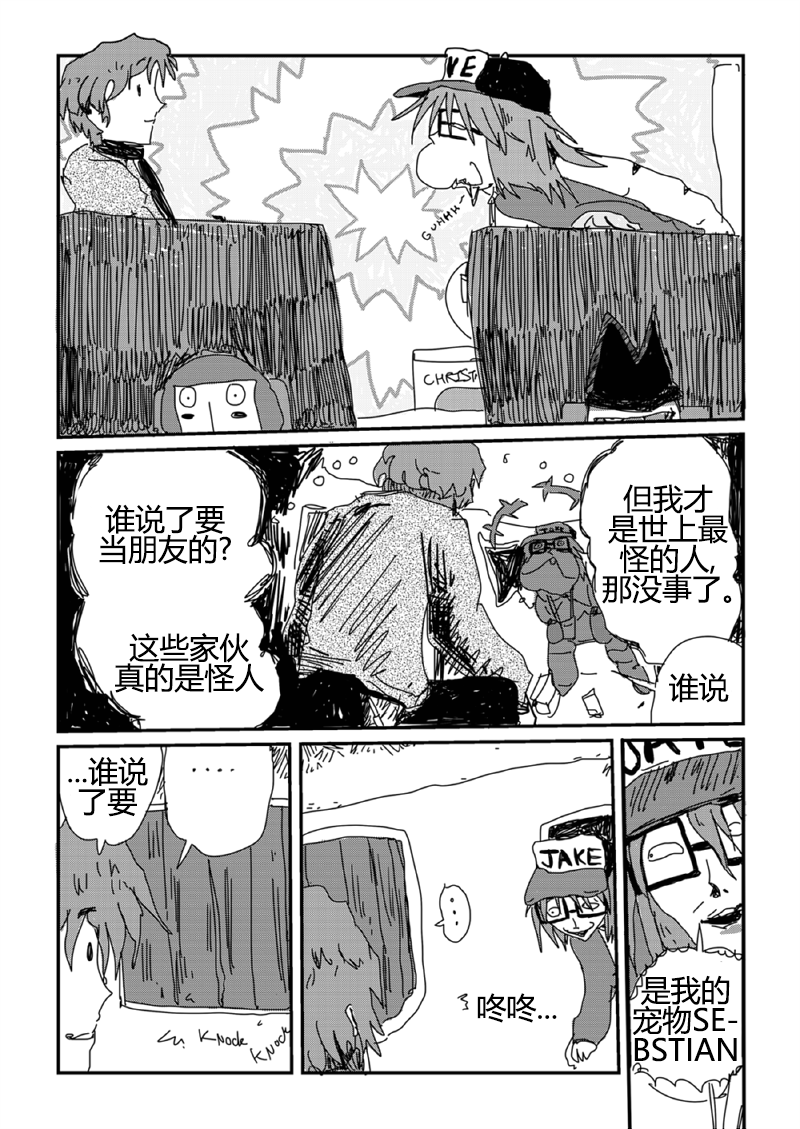 VE
GUHHH~
CHRIST
但我才
是世上最
怪的人,
那没事了。
JAKE
谁说
谁说了要
当朋友的?
这些家伙
真的是怪人
....
...谁说
了要
KNOCK
KNOCK
JAKE
...
咚咚...
JAKE
是我的
宠物SE-
BSTIAN